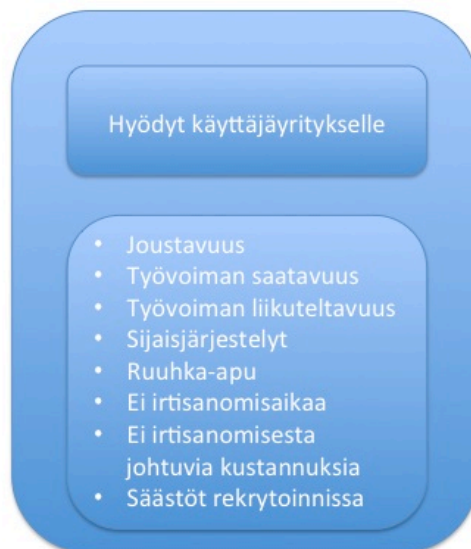 Hyödyt käyttäjäyritykselle
• Joustavuus
• Työvoiman saatavuus
• Työvoiman liikuteltavuus
• Sijaisjärjestelyt
• Ruuhka-apu
• Ei irtisanomisaikaa
• Ei irtisanomisesta
johtuvia kustannuksia
• Säästöt rekrytoinnissa